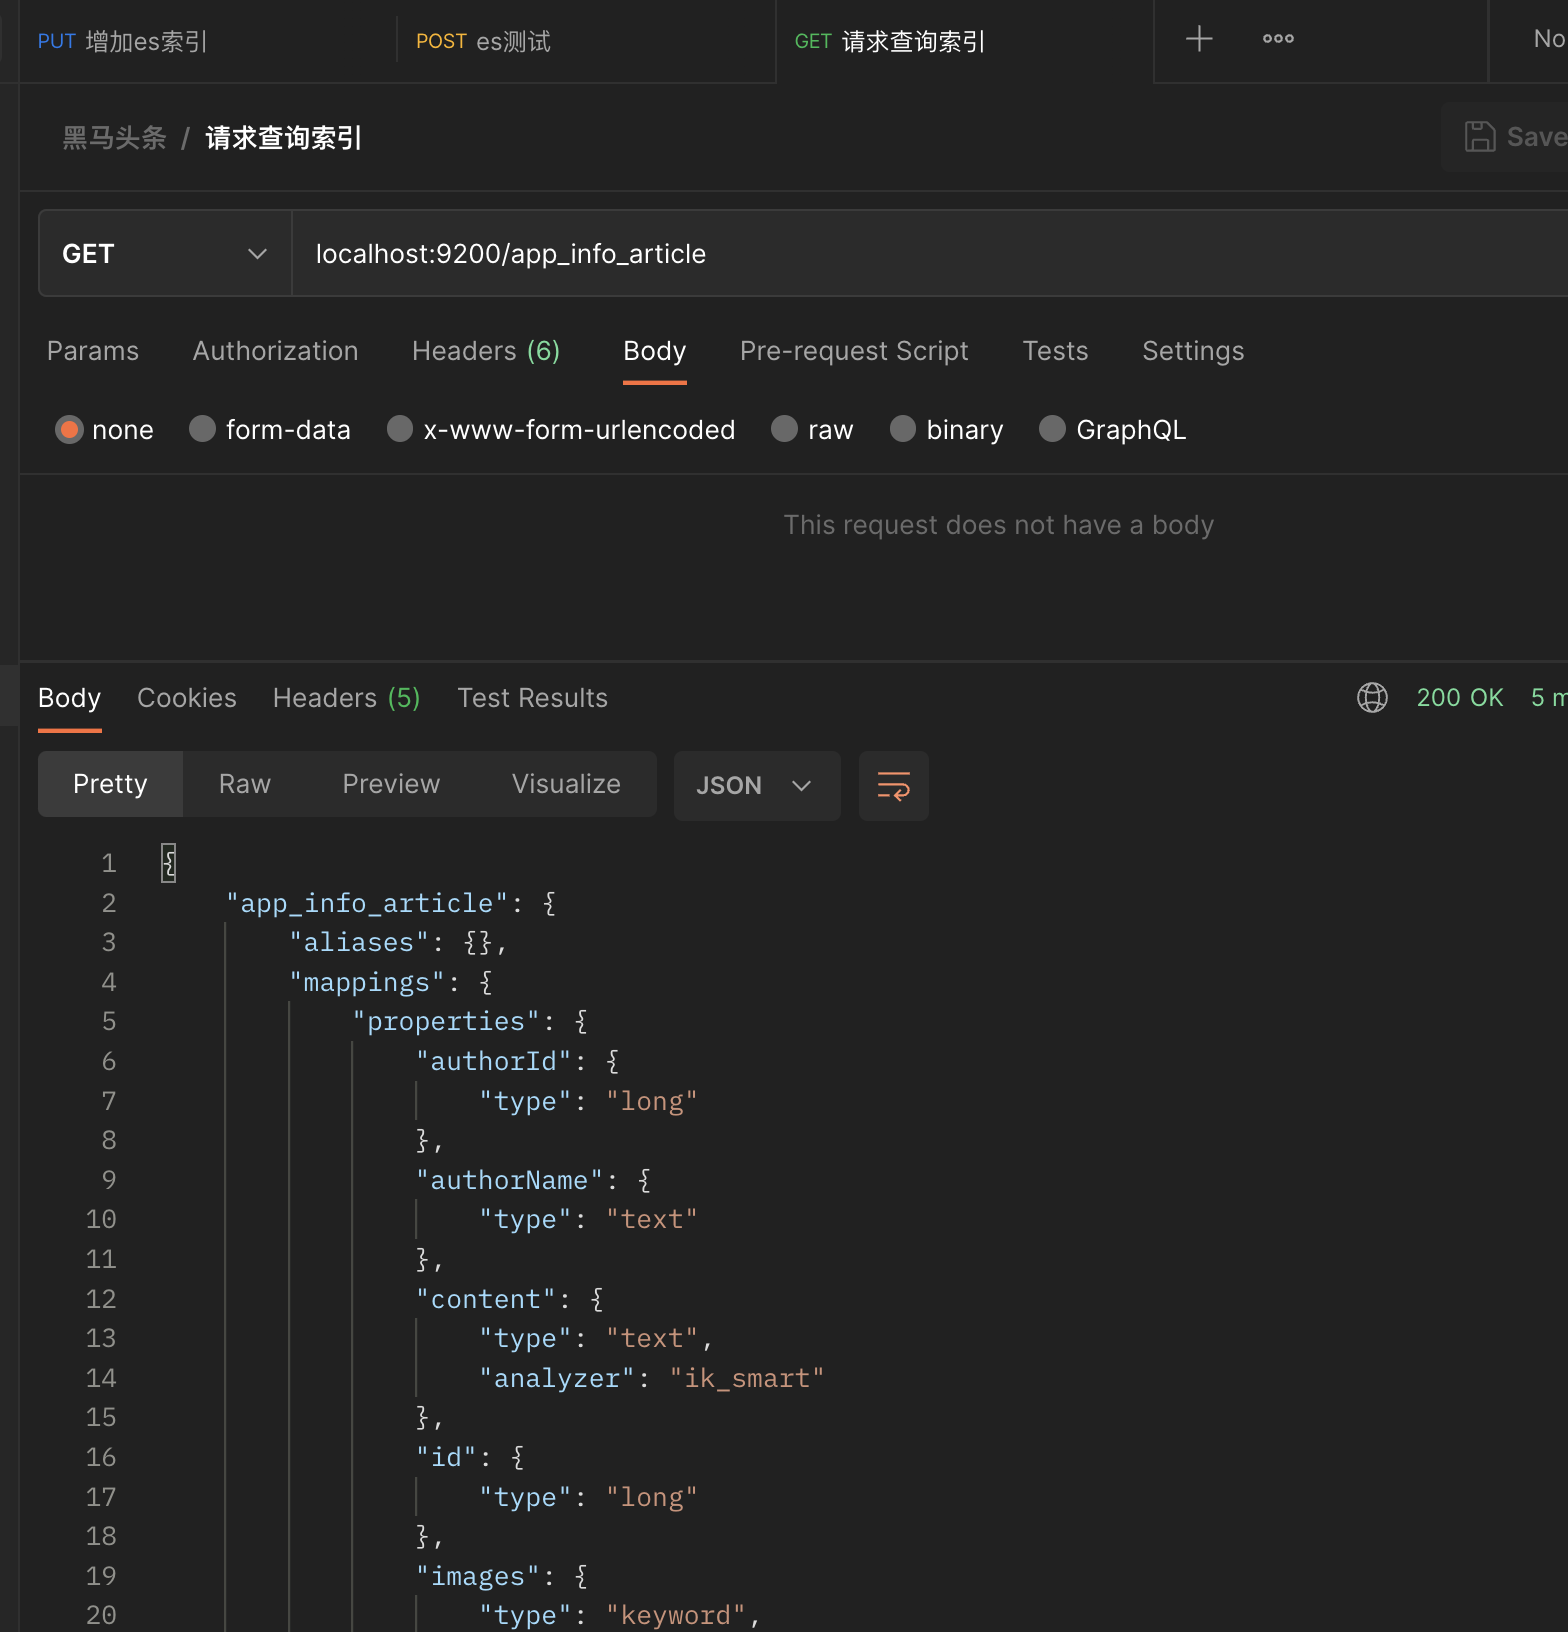 PUT 增加es索引 POST es测试 GET 请求查询索引 No
黑马头条 / 请求查询索引 Save
GET localhost:9200/app_info_article
Params Authorization Headers (6) Body Pre-request Script Tests Settings
none form-data x-www-form-urlencoded raw binary GraphQL
This request does not have a body
Body Cookies Headers (5) Test Results 200 OK 5 m
Pretty Raw Preview Visualize JSON
1 {
2 "app_info_article": {
3 "aliases": {},
4 "mappings": {
5 "properties": {
6 "authorId": {
7 "type": "long"
8 },
9 "authorName": {
10 "type": "text"
11 },
12 "content": {
13 "type": "text",
14 "analyzer": "ik_smart"
15 },
16 "id": {
17 "type": "long"
18 },
19 "images": {
20 "type": "keyword",